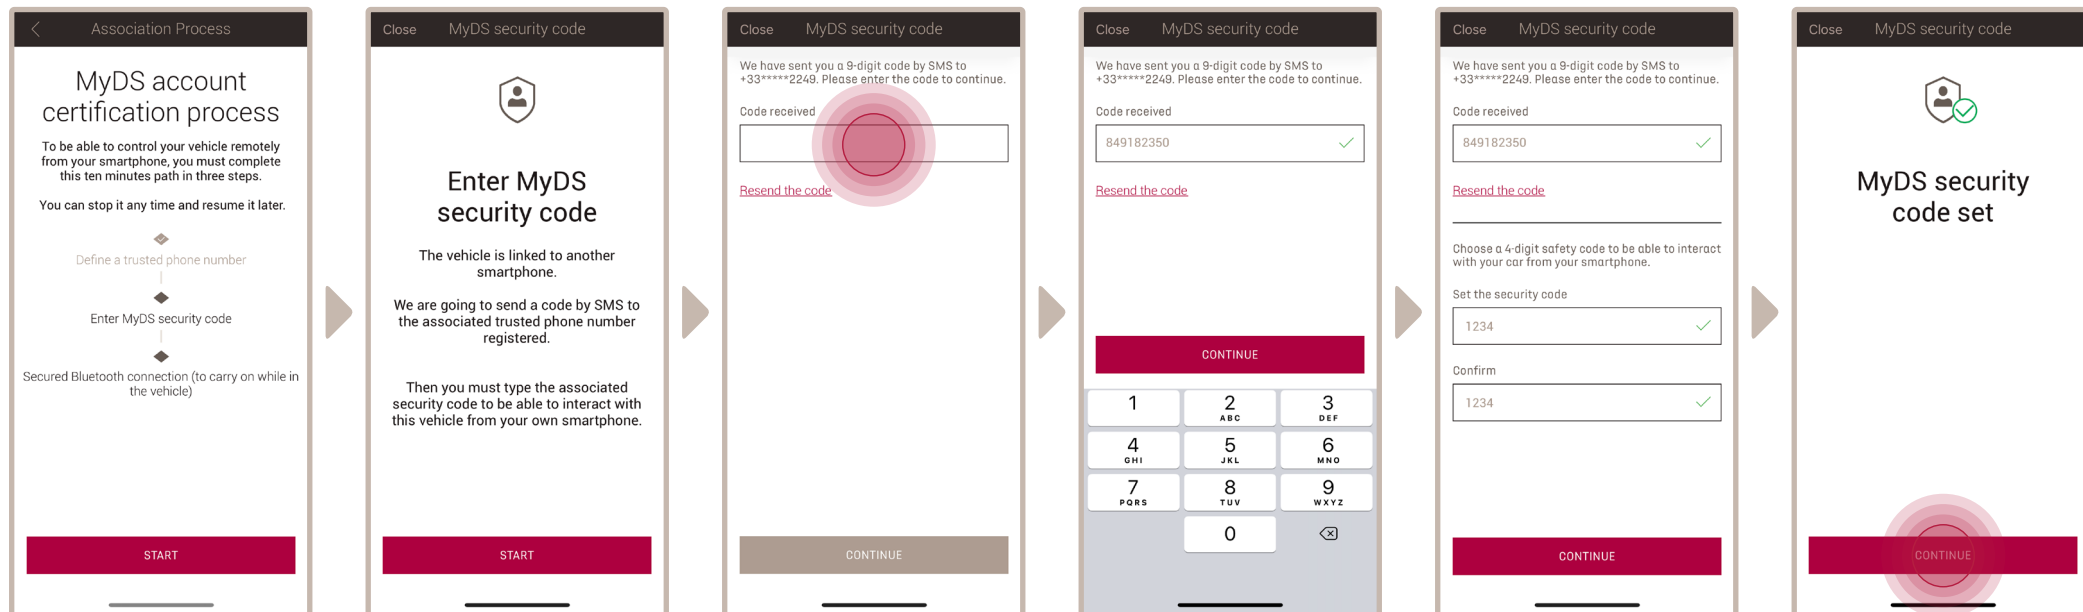 Association Process
MyDS account
certification process
To be able to control your vehicle remotely
from your smartphone, you must complete
this ten minutes path in three steps.
You can stop it any time and resume it later.
Define a trusted phone number
Enter MyDS security code
Secured Bluetooth connection (to carry on while in
the vehicle)
START
Close MyDS security code
Enter MyDS
security code
The vehicle is linked to another
smartphone.
We are going to send a code by SMS to
the associated trusted phone number
registered.
Then you must type the associated
security code to be able to interact with
this vehicle from your own smartphone.
START
Close MyDS security code
We have sent you a 9-digit code by SMS to
+33*****2249. Please enter the code to continue.
Code received
Resend the code
CONTINUE
Close MyDS security code
We have sent you a 9-digit code by SMS to
+33*****2249. Please enter the code to continue.
Code received
849182350
Resend the code
CONTINUE
1 2 3
ABC DEF
4 5 6
GHI JKL MNO
7 8 9
PQRS TUV WXYZ
0
Close MyDS security code
We have sent you a 9-digit code by SMS to
+33*****2249. Please enter the code to continue.
Code received
849182350
Resend the code
Choose a 4-digit safety code to be able to interact
with your car from your smartphone.
Set the security code
1234
Confirm
1234
CONTINUE
Close MyDS security code
MyDS security
code set
CONTINUE